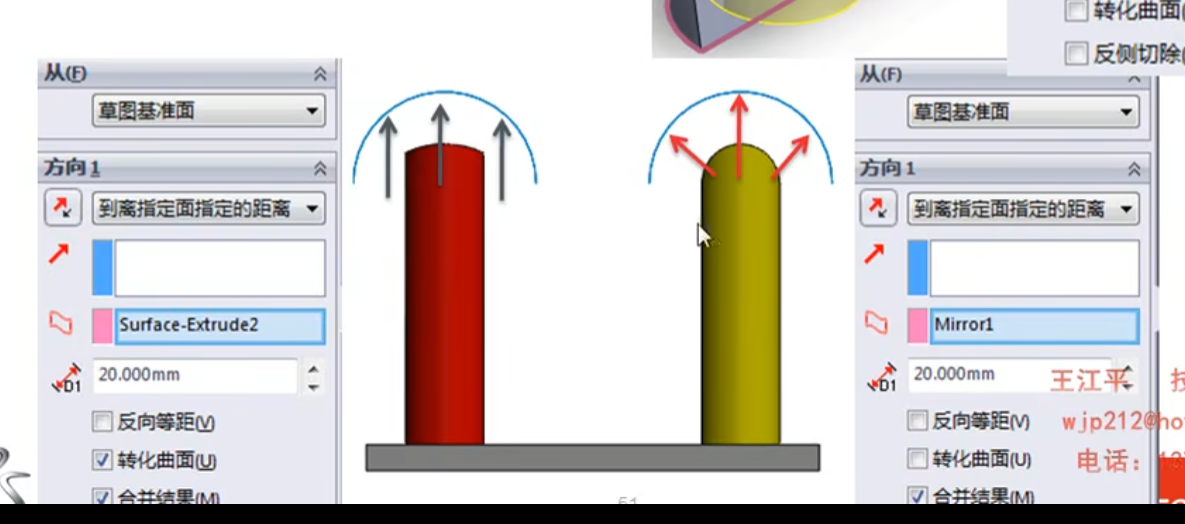 转化曲面(
反侧切除(
从(F)
草图基准面
方向1
到离指定面指定的距离
Surface-Extrude2
D1
20.000mm
反向等距(V)
转化曲面(U)
合并结果(M)
51
从(F)
草图基准面
方向1
到离指定面指定的距离
Mirror1
D1
20.000mm
反向等距(V)
转化曲面(U)
合并结果(M)
王江平 技
wjp212@ho
电话: